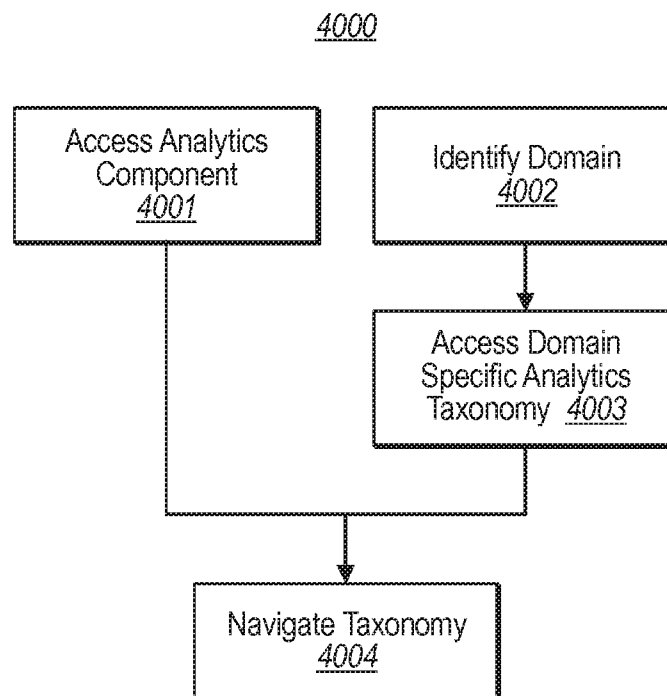 4000
Access Analytics
Component
4001
Identify Domain
4002
Access Domain
Specific Analytics
Taxonomy 4003
Navigate Taxonomy
4004